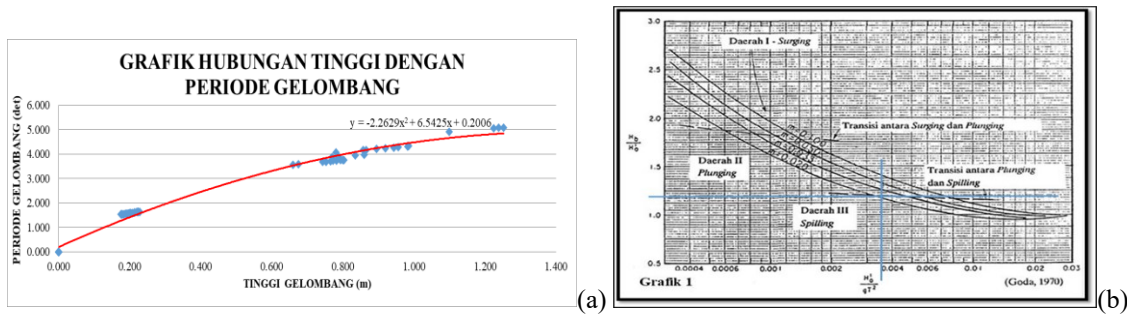 GRAFIK HUBUNGAN TINGGI DENGAN
PERIODE GELOMBANG
y = -2.2629x² + 6.5425x + 0.2006
PERIODE GELOMBANG (det)
6.000
5.000
4.000
3.000
2.000
1.000
0.000
0.000 0.200 0.400 0.600 0.800 1.000 1.200 1.400
TINGGI GELOMBANG (m)
(a)
3.0
2.5
2.0
1.5
1.0
0.5
Daerah I - Surging
Transisi antara Surging dan Plunging
Daerah II
Plunging
Transisi antara Plunging
dan Spilling
Daerah III
Spilling
0.0004 0.0006 0.001 0.002 0.004 0.006 0.01 0.02 0.03
Grafik 1
(Goda, 1970)
(b)